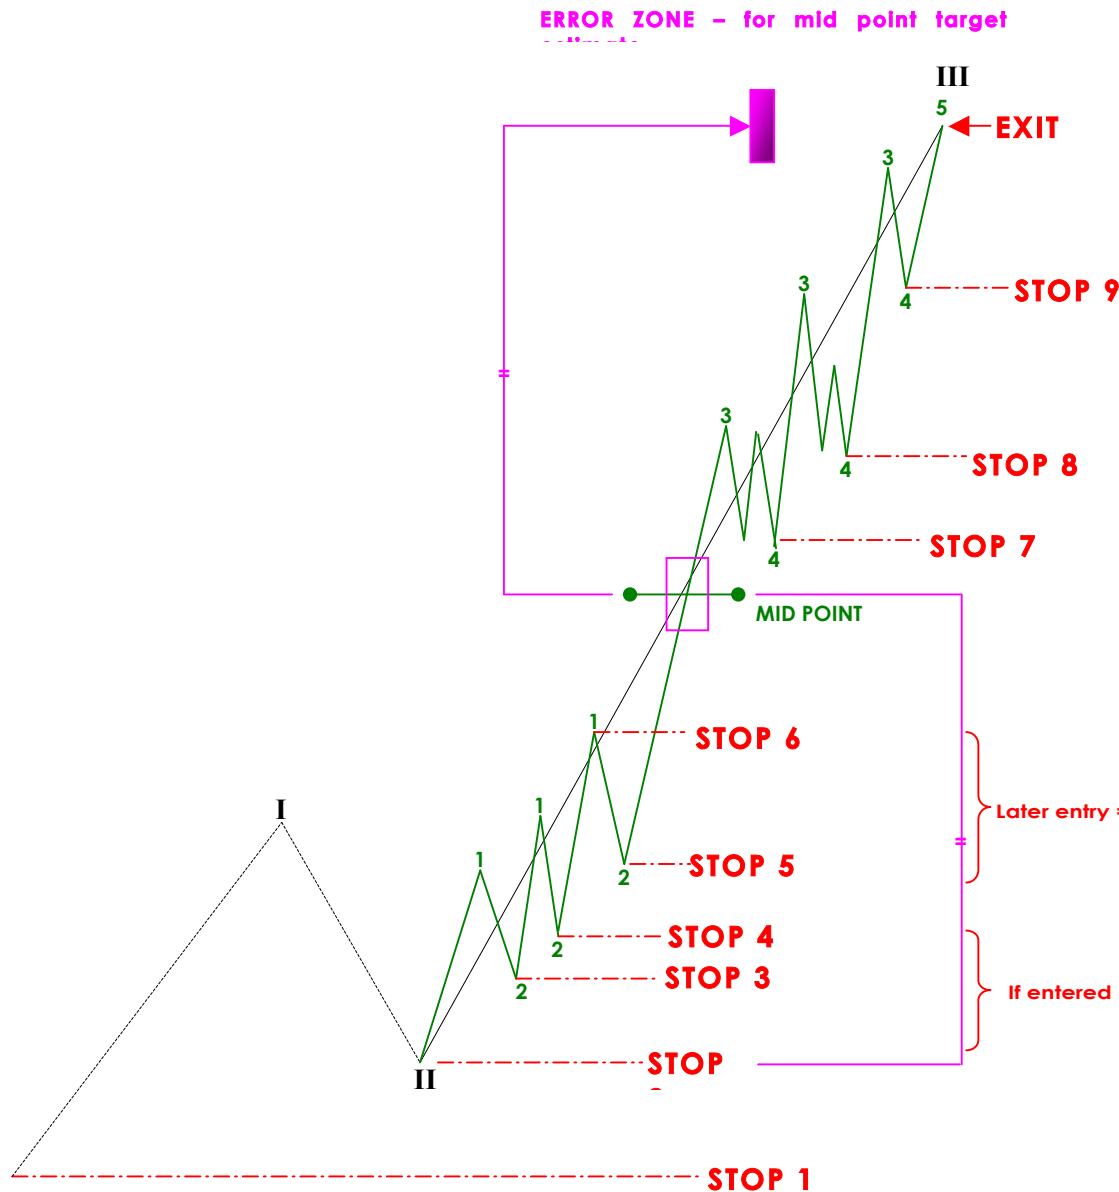 ERROR ZONE – for mid point target
III
5
EXIT
3
STOP 9
4
3
3
STOP 8
4
STOP 7
4
MID POINT
1
STOP 6
I
1
Later entry
1
STOP 5
2
STOP 4
2
STOP 3
2
If entered
STOP
II
STOP 1